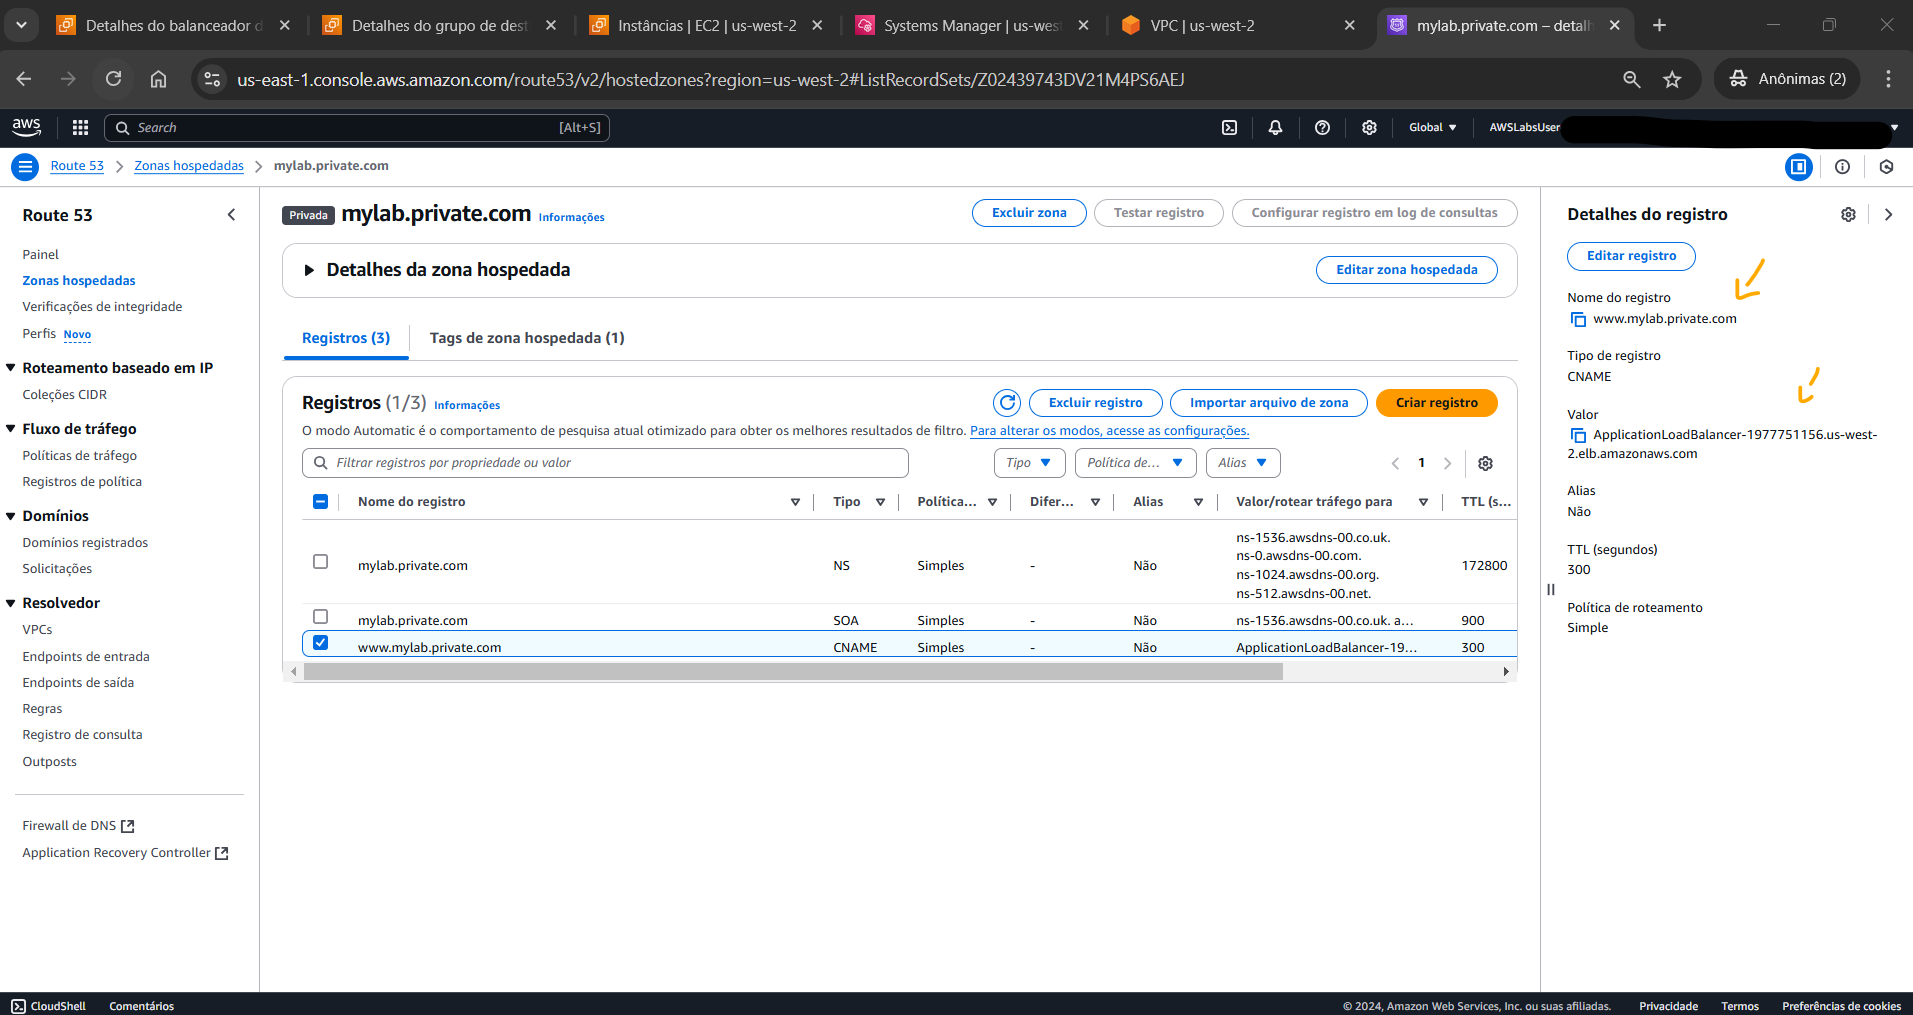 Detalhes do balanceador d
Detalhes do grupo de dest
Instâncias | EC2 | us-west-2
Systems Manager | us-wes
VPC | us-west-2
mylab.private.com – detalh
us-east-1.console.aws.amazon.com/route53/v2/hostedzones?region=us-west-2#ListRecordSets/Z02439743DV21M4PS6AEJ
Anônimas (2)
aws
Search
[Alt+S]
Global
AWSLabsUser
Route 53
Zonas hospedadas
mylab.private.com
Route 53
Painel
Zonas hospedadas
Verificações de integridade
Perfis Novo
Roteamento baseado em IP
Coleções CIDR
Fluxo de tráfego
Políticas de tráfego
Registros de política
Domínios
Domínios registrados
Solicitações
Resolvedor
VPCs
Endpoints de entrada
Endpoints de saída
Regras
Registro de consulta
Outposts
Firewall de DNS
Application Recovery Controller
Privada mylab.private.com Informações
Excluir zona
Testar registro
Configurar registro em log de consultas
Detalhes da zona hospedada
Editar zona hospedada
Registros (3)
Tags de zona hospedada (1)
Registros (1/3) Informações
Excluir registro
Importar arquivo de zona
Criar registro
O modo Automatic é o comportamento de pesquisa atual otimizado para obter os melhores resultados de filtro. Para alterar os modos, acesse as configurações.
Filtrar registros por propriedade ou valor
Tipo
Política de...
Alias
1
Nome do registro Tipo Política... Difer... Alias Valor/rotear tráfego para TTL (s...
mylab.private.com NS Simples - Não ns-1536.awsdns-00.co.uk. 172800
ns-0.awsdns-00.com.
ns-1024.awsdns-00.org.
ns-512.awsdns-00.net.
mylab.private.com SOA Simples - Não ns-1536.awsdns-00.co.uk. a... 900
www.mylab.private.com CNAME Simples - Não ApplicationLoadBalancer-19... 300
Detalhes do registro
Editar registro
Nome do registro
www.mylab.private.com
Tipo de registro
CNAME
Valor
ApplicationLoadBalancer-1977751156.us-west-
2.elb.amazonaws.com
Alias
Não
TTL (segundos)
300
Política de roteamento
Simple
CloudShell
Comentários
© 2024, Amazon Web Services, Inc. ou suas afiliadas.
Privacidade
Termos
Preferências de cookies